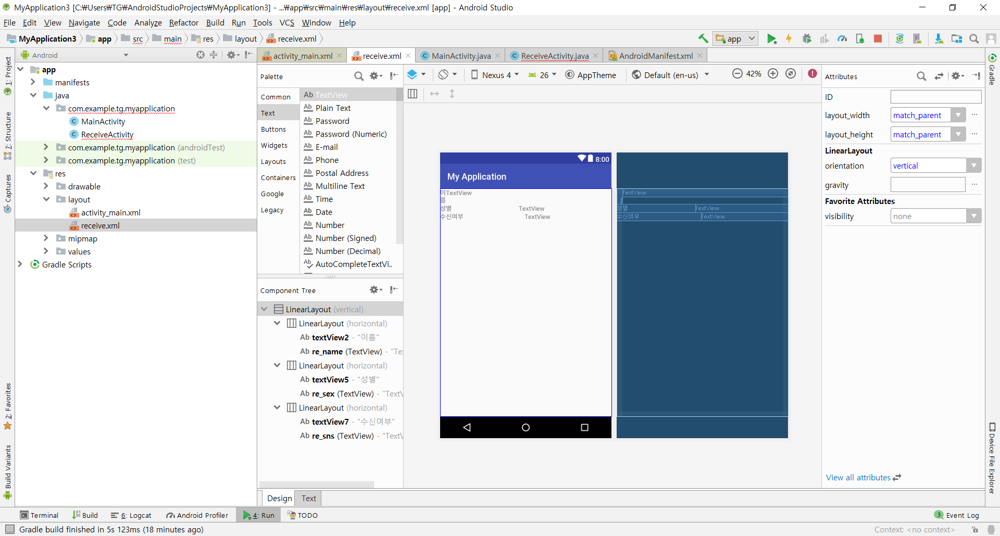 MyApplication3 [C:₩Users₩TG₩AndroidStudioProjects₩MyApplication3] - ...₩app₩src₩main₩res₩layout₩receive.xml [app] - Android Studio
File Edit View Navigate Code Analyze Refactor Build Run Tools VCS Window Help
MyApplication3 app src main res layout receive.xml
app
1: Project
7: Structure
Captures
2: Favorites
Build Variants
Android
app
manifests
java
com.example.tg.myapplication
MainActivity
ReceiveActivity
com.example.tg.myapplication (androidTest)
com.example.tg.myapplication (test)
res
drawable
layout
activity_main.xml
receive.xml
mipmap
values
Gradle Scripts
activity_main.xml receive.xml MainActivity.java ReceiveActivity.java AndroidManifest.xml
Palette
Common
Text
Buttons
Widgets
Layouts
Containers
Google
Legacy
Ab TextView
Ab Plain Text
Ab Password
Ab Password (Numeric)
Ab E-mail
Ab Phone
Ab Postal Address
Ab Multiline Text
Ab Time
Ab Date
Ab Number
Ab Number (Signed)
Ab Number (Decimal)
Ab AutoCompleteTextVi..
Component Tree
LinearLayout (vertical)
LinearLayout (horizontal)
Ab textView2 - "이름"
Ab re_name (TextView) - "Te
LinearLayout (horizontal)
Ab textView5 - "성별"
Ab re_sex (TextView) - "TextV
LinearLayout (horizontal)
Ab textView7 - "수신여부"
Ab re_sns (TextView) - "TextV
Nexus 4 26 AppTheme Default (en-us) 42%
8:00
My Application
이TextView
름
성별 TextView
수신여부 TextView
TextView
성별 TextView
수신여부 TextView
Attributes
ID
layout_width match_parent ...
layout_height match_parent ...
LinearLayout
orientation vertical
gravity ...
Favorite Attributes
visibility none
View all attributes
Gradle
Device File Explorer
Design Text
Terminal Build 6: Logcat Android Profiler 4: Run TODO 3 Event Log
Gradle build finished in 5s 123ms (18 minutes ago) Context: <no context>